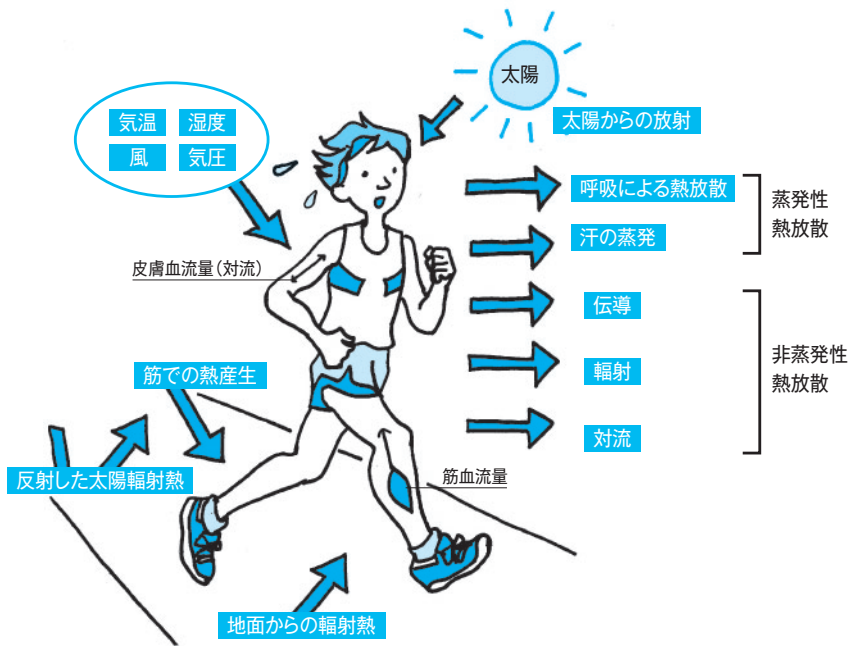 太陽
太陽からの放射
気温 湿度
風 気圧
呼吸による熱放散
汗の蒸発
蒸発性
熱放散
皮膚血流量(対流)
伝導
輻射
対流
非蒸発性
熱放散
筋での熱産生
反射した太陽輻射熱
筋血流量
地面からの輻射熱